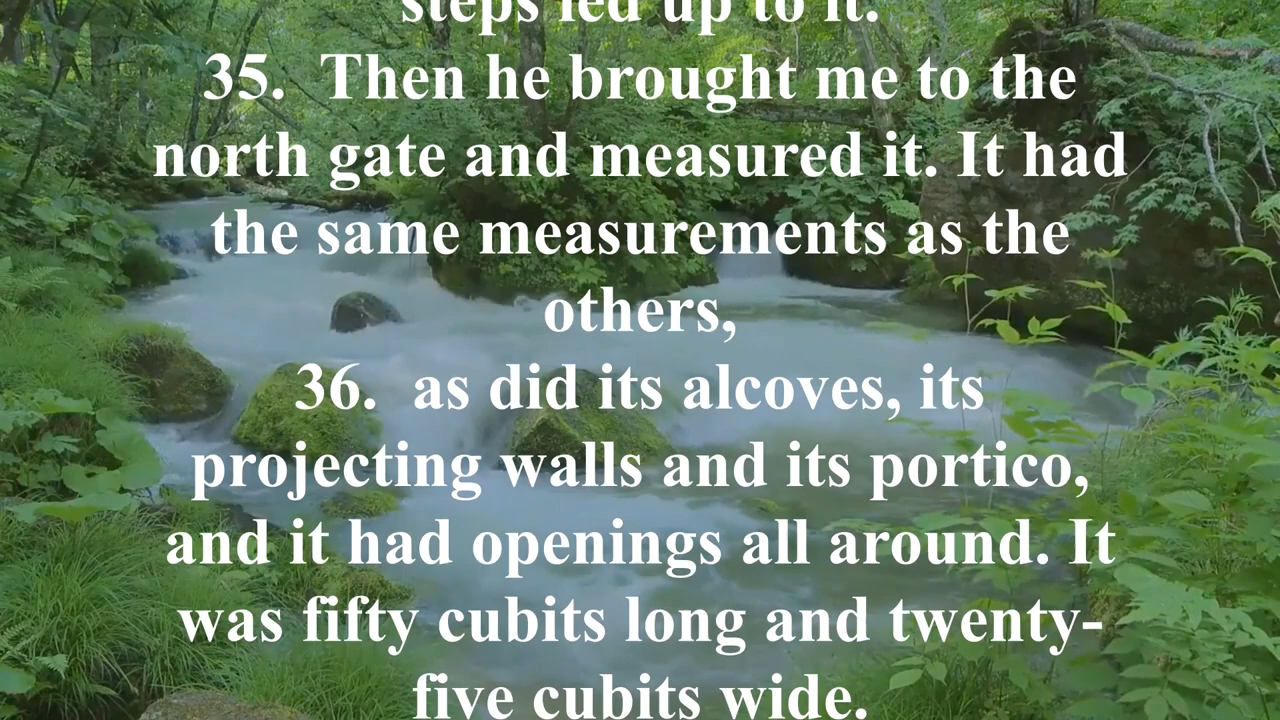 steps led up to it.
35.  Then he brought me to the
north gate and measured it. It had
the same measurements as the
others,
36.  as did its alcoves, its
projecting walls and its portico,
and it had openings all around. It
was fifty cubits long and twenty-
five cubits wide.